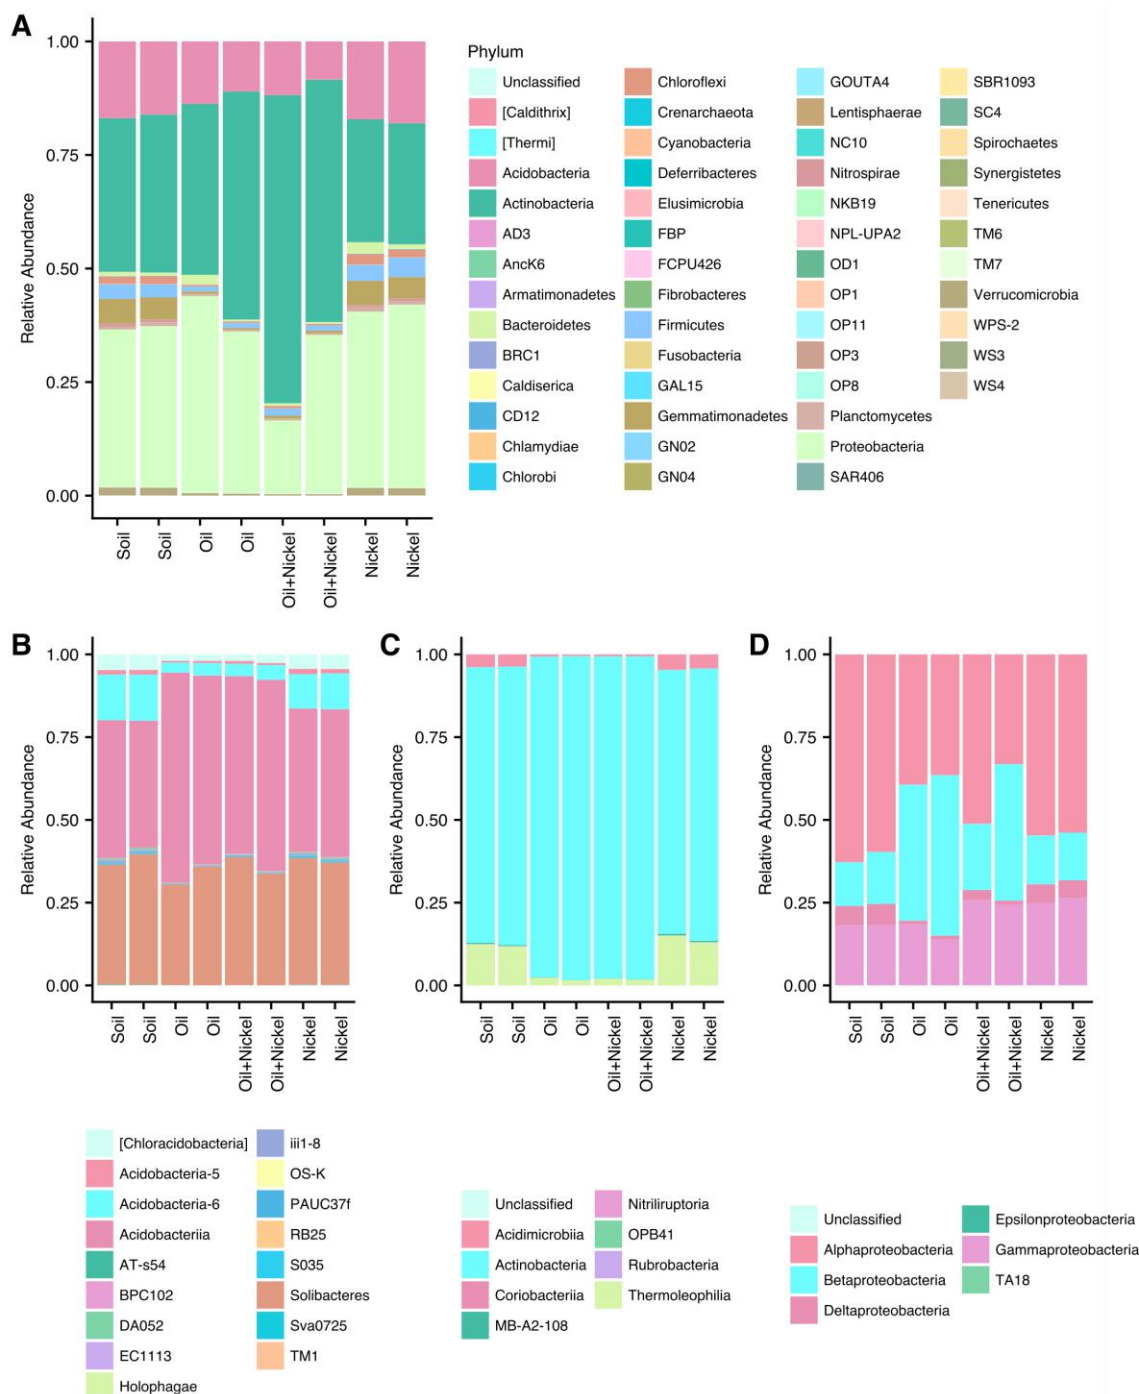 A
1.00
0.75
0.50
0.25
0.00
Relative Abundance
Soil
Soil
Oil
Oil
Oil+Nickel
Oil+Nickel
Nickel
Nickel
Phylum
Unclassified
[Caldithrix]
[Thermi]
Acidobacteria
Actinobacteria
AD3
AncK6
Armatimonadetes
Bacteroidetes
BRC1
Caldiserica
CD12
Chlamydiae
Chlorobi
Chloroflexi
Crenarchaeota
Cyanobacteria
Deferribacteres
Elusimicrobia
FBP
FCPU426
Fibrobacteres
Firmicutes
Fusobacteria
GAL15
Gemmatimonadetes
GN02
GN04
GOUTA4
Lentisphaerae
NC10
Nitrospirae
NKB19
NPL-UPA2
OD1
OP1
OP11
OP3
OP8
Planctomycetes
Proteobacteria
SAR406
SBR1093
SC4
Spirochaetes
Synergistetes
Tenericutes
TM6
TM7
Verrucomicrobia
WPS-2
WS3
WS4
B
1.00
0.75
0.50
0.25
0.00
Relative Abundance
Soil
Soil
Oil
Oil
Oil+Nickel
Oil+Nickel
Nickel
Nickel
[Chloracidobacteria]
Acidobacteria-5
Acidobacteria-6
Acidobacteriia
AT-s54
BPC102
DA052
EC1113
Holophagae
iii1-8
OS-K
PAUC37f
RB25
S035
Solibacteres
Sva0725
TM1
C
1.00
0.75
0.50
0.25
0.00
Relative Abundance
Soil
Soil
Oil
Oil
Oil+Nickel
Oil+Nickel
Nickel
Nickel
Unclassified
Acidimicrobiia
Actinobacteria
Coriobacteriia
MB-A2-108
Nitriliruptoria
OPB41
Rubrobacteria
Thermoleophilia
D
1.00
0.75
0.50
0.25
0.00
Relative Abundance
Soil
Soil
Oil
Oil
Oil+Nickel
Oil+Nickel
Nickel
Nickel
Unclassified
Alphaproteobacteria
Betaproteobacteria
Deltaproteobacteria
Epsilonproteobacteria
Gammaproteobacteria
TA18